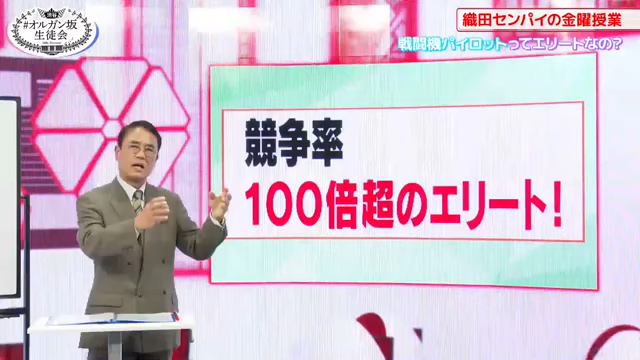 #オルガン坂
生徒会
織田センパイの金曜授業
戦闘機パイロットってエリートなの?
競争率
100倍超のエリート!